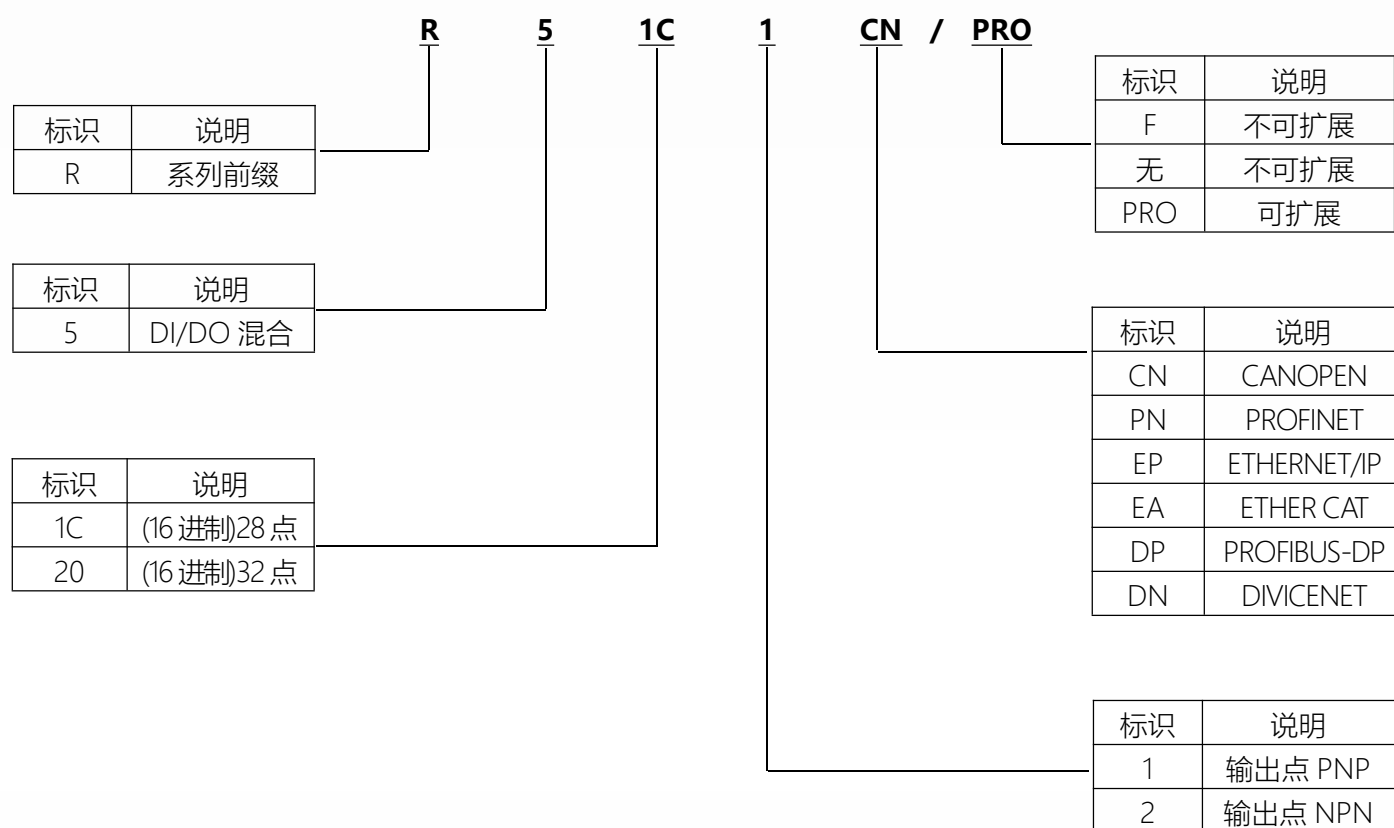 R 5 1C 1 CN / PRO
标识 说明
R 系列前缀
标识 说明
5 DI/DO 混合
标识 说明
1C (16 进制)28 点
20 (16 进制)32 点
标识 说明
F 不可扩展
无 不可扩展
PRO 可扩展
标识 说明
CN CANOPEN
PN PROFINET
EP ETHERNET/IP
EA ETHER CAT
DP PROFIBUS-DP
DN DIVICENET
标识 说明
1 输出点 PNP
2 输出点 NPN